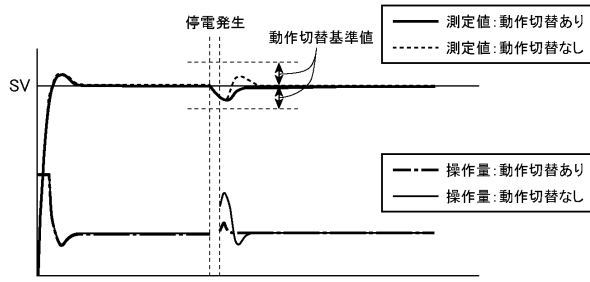 停電発生
動作切替基準値
測定値:動作切替あり
測定値:動作切替なし
SV
操作量:動作切替あり
操作量:動作切替なし